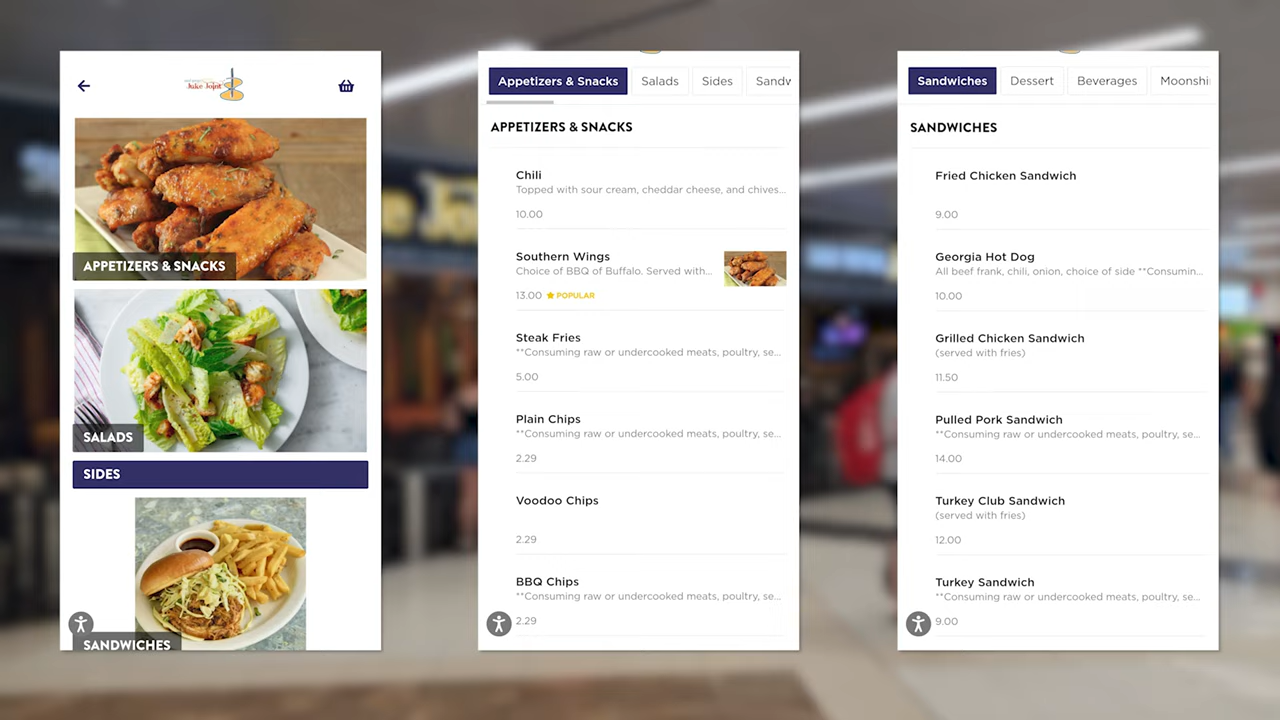 Juke Joint
APPETIZERS & SNACKS
SALADS
SIDES
SANDWICHES
Appetizers & Snacks
Salads
Sides
Sandw
APPETIZERS & SNACKS
Chili
Topped with sour cream, cheddar cheese, and chives...
10.00
Southern Wings
Choice of BBQ of Buffalo. Served with...
13.00 POPULAR
Steak Fries
**Consuming raw or undercooked meats, poultry, se...
5.00
Plain Chips
**Consuming raw or undercooked meats, poultry, se...
2.29
Voodoo Chips
2.29
BBQ Chips
**Consuming raw or undercooked meats, poultry, se...
2.29
Sandwiches
Dessert
Beverages
Moonshi
SANDWICHES
Fried Chicken Sandwich
9.00
Georgia Hot Dog
All beef frank, chili, onion, choice of side **Consumin...
10.00
Grilled Chicken Sandwich
(served with fries)
11.50
Pulled Pork Sandwich
**Consuming raw or undercooked meats, poultry, se...
14.00
Turkey Club Sandwich
(served with fries)
12.00
Turkey Sandwich
**Consuming raw or undercooked meats, poultry, se...
9.00